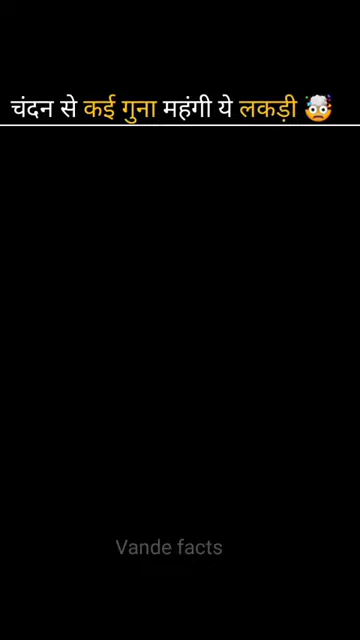 चंदन से कई गुना महंगी ये लकड़ी 🤯
Vande facts